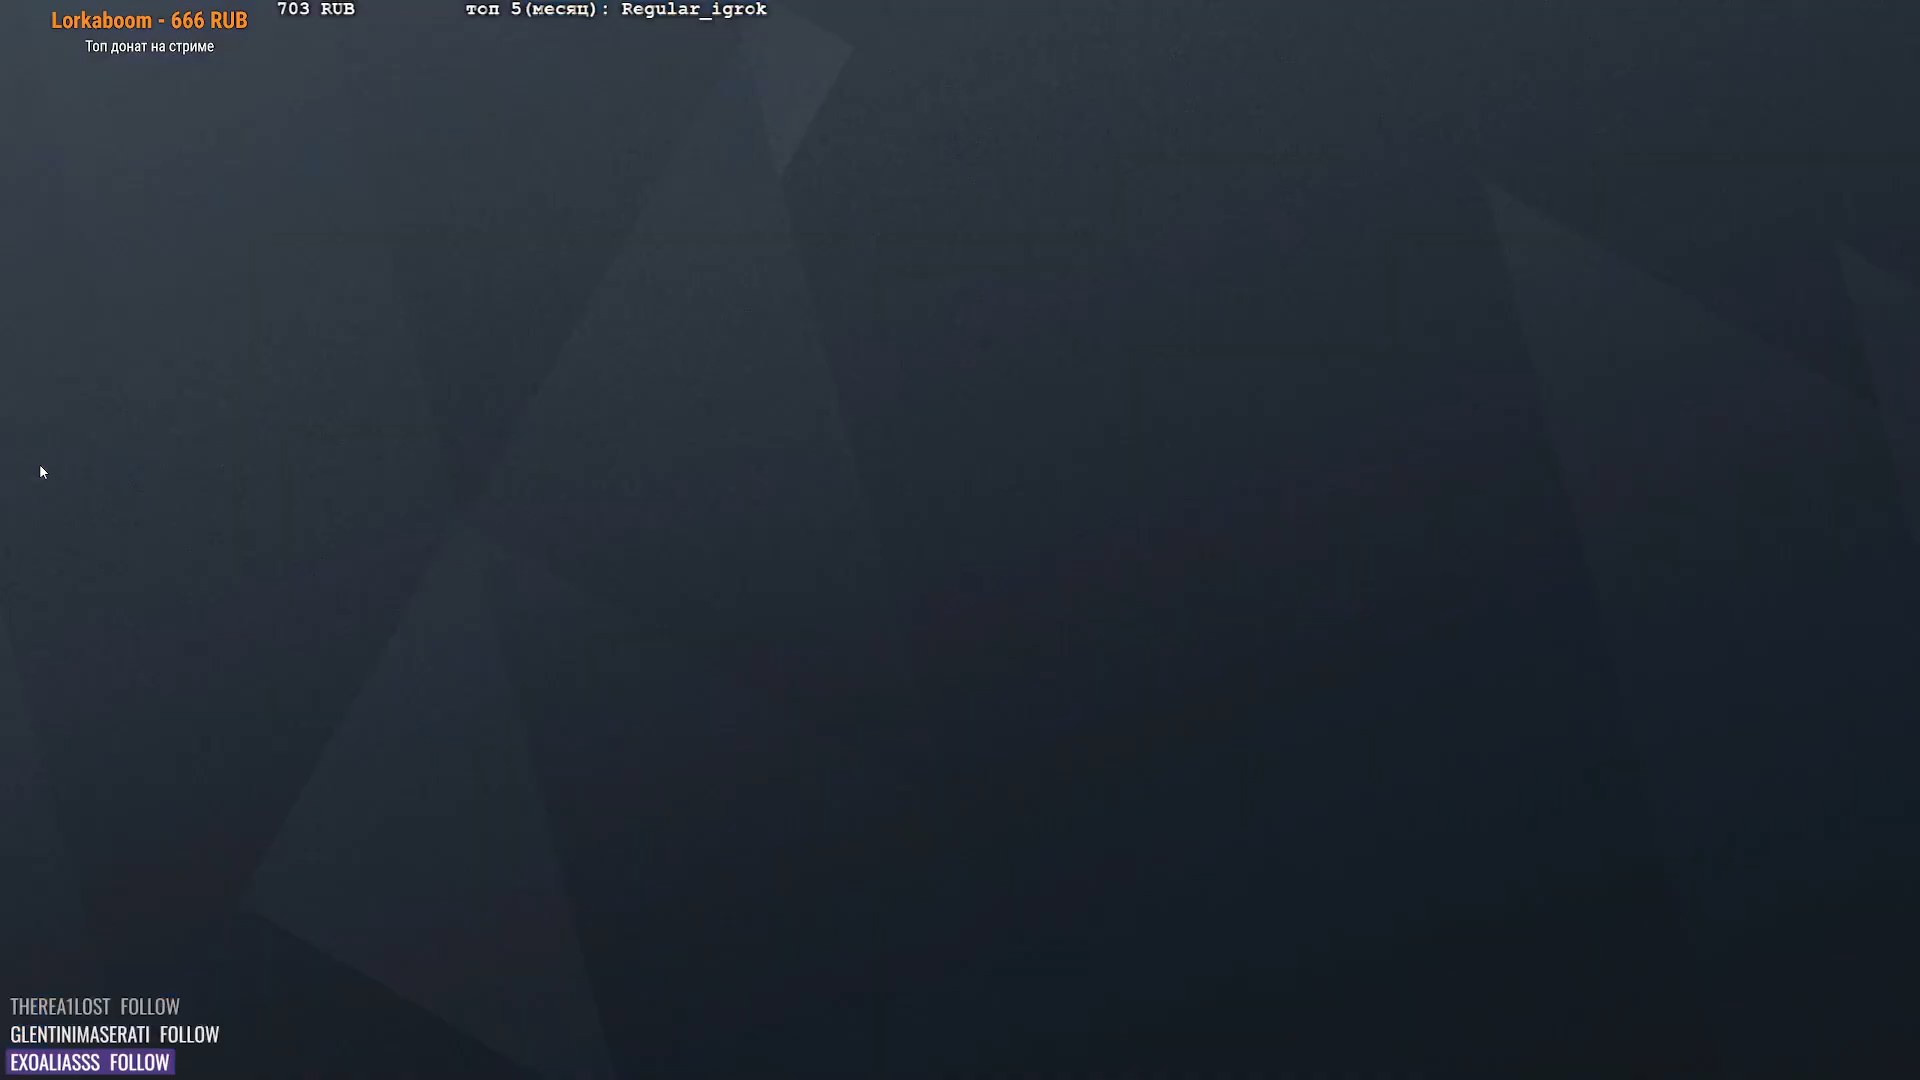 Lorkaboom - 666 RUB
Топ донат на стриме
703 RUB
топ 5(месяц): Regular_igrok
THEREA1LOST FOLLOW
GLENTINIMASERATI FOLLOW
EXOALIASSS FOLLOW